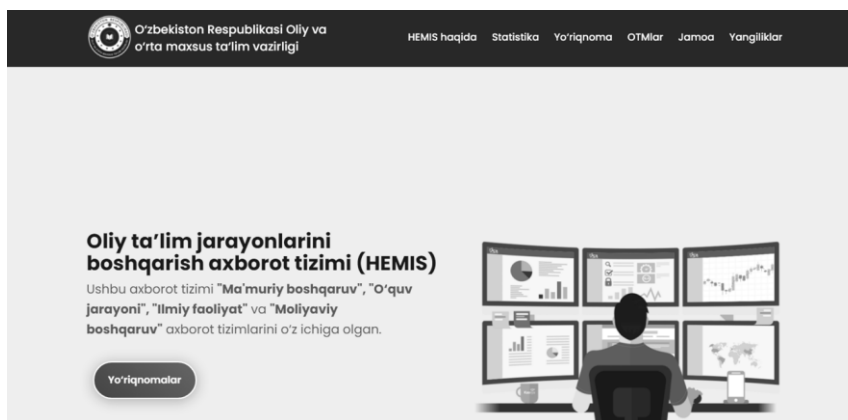 O‘zbekiston Respublikasi Oliy va
o‘rta maxsus ta’lim vazirligi
HEMIS haqida Statistika Yo‘riqnoma OTMlar Jamoa Yangiliklar
Oliy ta’lim jarayonlarini
boshqarish axborot tizimi (HEMIS)
Ushbu axborot tizimi "Ma'muriy boshqaruv", "O‘quv
jarayoni", "Ilmiy faoliyat" va "Moliyaviy
boshqaruv" axborot tizimlarini o‘z ichiga olgan.
Yo‘riqnomalar